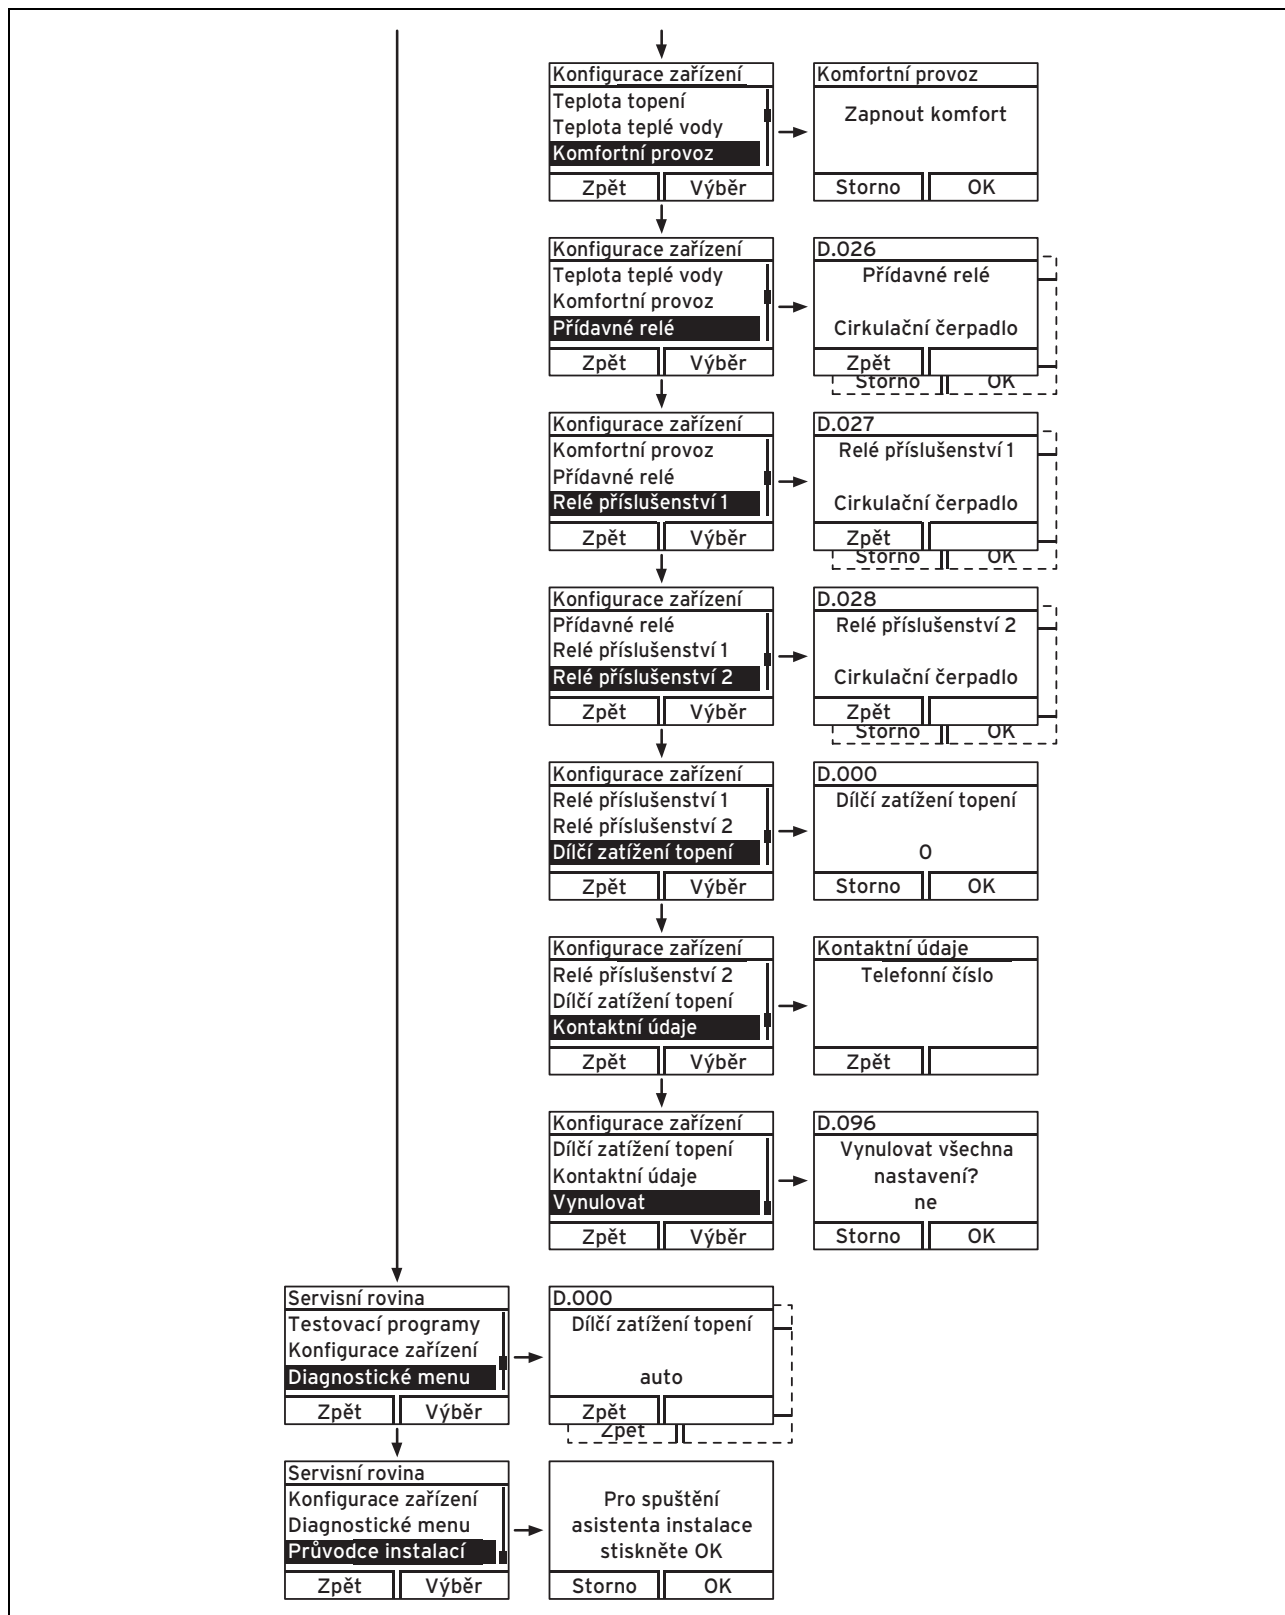 Konfigurace zařízení
Teplota topení
Teplota teplé vody
Komfortní provoz
Zpět Výběr
Komfortní provoz
Zapnout komfort
Storno OK
Konfigurace zařízení
Teplota teplé vody
Komfortní provoz
Přídavné relé
Zpět Výběr
D.026
Přídavné relé
Cirkulační čerpadlo
Zpět
Storno OK
Konfigurace zařízení
Komfortní provoz
Přídavné relé
Relé příslušenství 1
Zpět Výběr
D.027
Relé příslušenství 1
Cirkulační čerpadlo
Zpět
Storno OK
Konfigurace zařízení
Přídavné relé
Relé příslušenství 1
Relé příslušenství 2
Zpět Výběr
D.028
Relé příslušenství 2
Cirkulační čerpadlo
Zpět
Storno OK
Konfigurace zařízení
Relé příslušenství 1
Relé příslušenství 2
Dílčí zatížení topení
Zpět Výběr
D.000
Dílčí zatížení topení
0
Storno OK
Konfigurace zařízení
Relé příslušenství 2
Dílčí zatížení topení
Kontaktní údaje
Zpět Výběr
Kontaktní údaje
Telefonní číslo
Zpět
Konfigurace zařízení
Dílčí zatížení topení
Kontaktní údaje
Vynulovat
Zpět Výběr
D.096
Vynulovat všechna
nastavení?
ne
Storno OK
Servisní rovina
Testovací programy
Konfigurace zařízení
Diagnostické menu
Zpět Výběr
D.000
Dílčí zatížení topení
auto
Zpět
Zpět
Servisní rovina
Konfigurace zařízení
Diagnostické menu
Průvodce instalací
Zpět Výběr
Pro spuštění
asistenta instalace
stiskněte OK
Storno OK